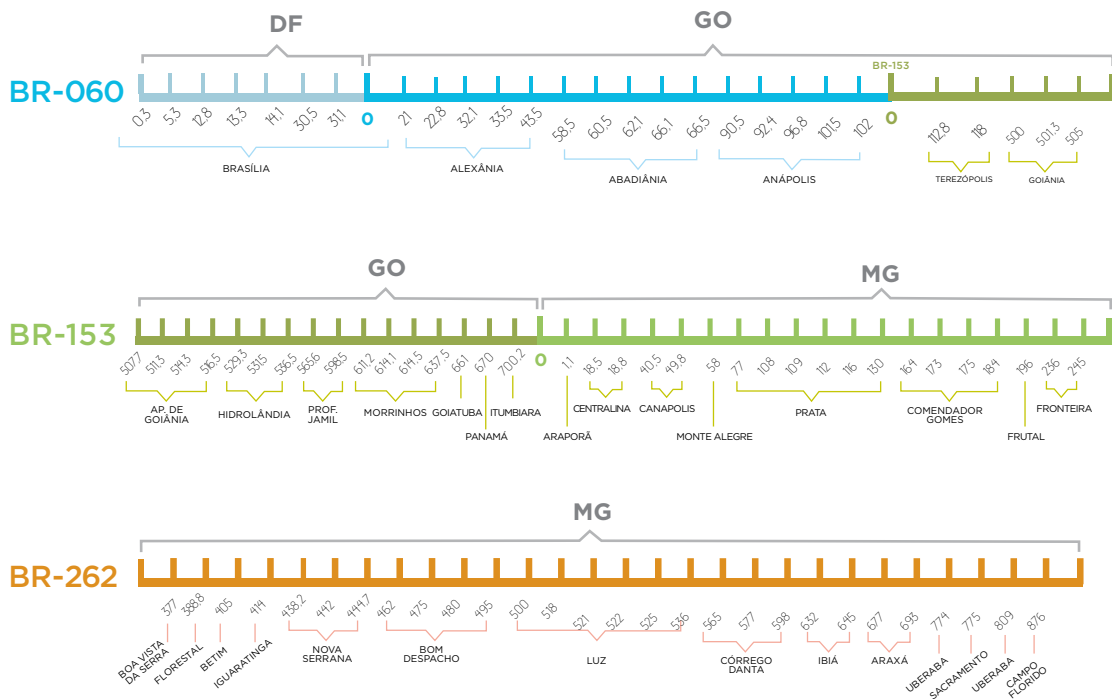 DF
GO
BR-153
BR-060
0.3
5.3
12.8
13,3
14,1
30.5
31,1
0
21
22.8
32,1
33,5
43,5
58.5
60.5
62,1
66,1
66,5
90,5
92,4
96,8
101,5
102
0
112,8
118
500
501,3
505
BRASÍLIA
ALEXÂNIA
ABADIÂNIA
ANÁPOLIS
TEREZÓPOLIS
GOIÂNIA
GO
MG
BR-153
507,7
511,3
514,3
516,5
529,3
531,5
536,5
565,6
598,5
611,2
614,1
614,5
637,5
661
670
700,2
0
1,1
18,5
18,8
40,5
49,8
58
77
108
109
112
116
130
164
173
175
184
196
236
245
AP. DE
GOIÂNIA
HIDROLÂNDIA
PROF.
JAMIL
MORRINHOS
GOIATUBA
PANAMÁ
ITUMBIARA
ARAPORÃ
CENTRALINA
CANAPOLIS
MONTE ALEGRE
PRATA
COMENDADOR
GOMES
FRUTAL
FRONTEIRA
MG
BR-262
377
388.8
405
414
438.2
442
444,7
462
475
480
495
500
518
521
522
525
536
565
577
598
632
645
677
693
774
775
809
876
BOA VISTA
DA SERRA
FLORESTAL
BETIM
IGUARATINGA
NOVA
SERRANA
BOM
DESPACHO
LUZ
CÓRREGO
DANTA
IBIÁ
ARAXÁ
UBERABA
SACRAMENTO
UBERABA
CAMPO
FLORIDO